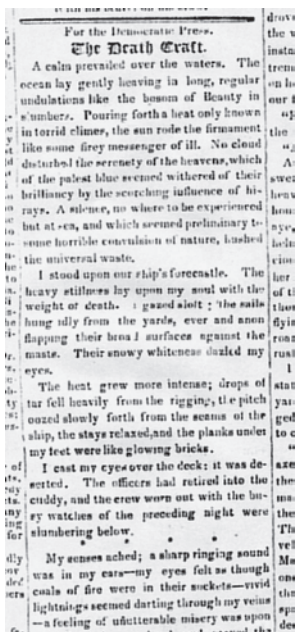 For the Democratic Press.
The Death Craft.
A calm prevailed over the waters. The
ocean lay gently heaving in long, regular
undulations like the bosom of Beauty in
s'umbers. Pouring forth a heat only known
in torrid climes, the sun rode the firmament
like some firey messenger of ill. No cloud
disturbed the serenety of the heavens, which
of the palest blue seemed withered of their
brilliancy by the scorching influence of hi-
rays. A silence, no where to be experienced
but at sea, and which seemed preliminary to
some horrible convulsion of nature, hushed
the universal waste.
I stood upon our ship's forecastle. The
heavy stillness lay upon my soul with the
weight of death. I gazed aloft; the sails
hung idly from the yards, ever and anon
flapping their broad surfaces against the
masts. Their snowy whiteness dazled my
eyes.
The heat grew more intense; drops of
tar fell heavily from the rigging, the pitch
oozed slowly forth from the seams of the
ship, the stays relaxed, and the planks under
my feet were like glowing bricks.
I cast my eyes over the deck: it was de-
serted. The officers had retired into the
cuddy, and the crew worn out with the bu-
sy watches of the preceding night were
slumbering below.
* * * *
My senses ached; a sharp ringing sound
was in my ears—my eyes felt as though
coals of fire were in their sockets—vivid
lightnings seemed darting through my veins
—a feeling of unutterable misery was upon